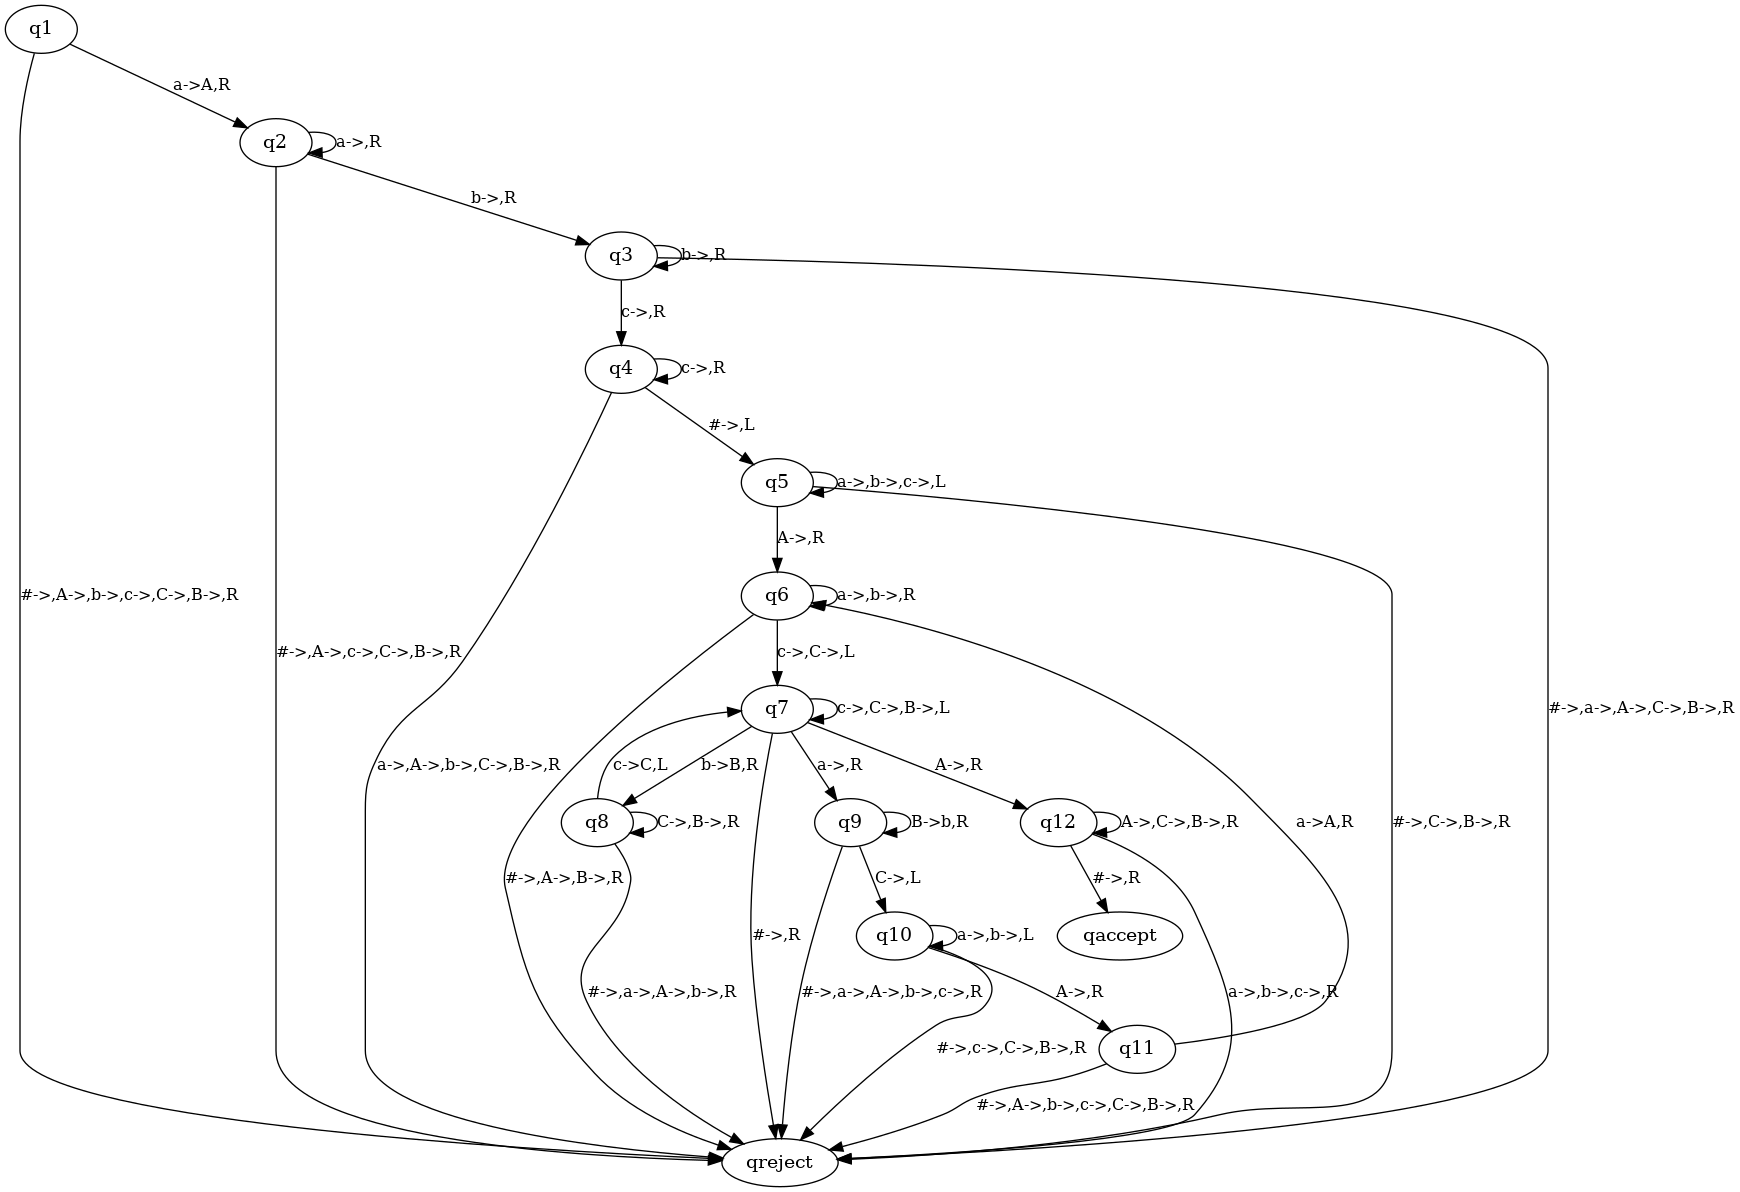 q1
a->A,R
q2
a->,R
b->,R
q3
b->,R
c->,R
q4
c->,R
#->,L
q5
a->,b->,c->,L
A->,R
#->,A->,b->,c->,C->,B->,R
q6
a->,b->,R
#->,A->,c->,C->,B->,R
c->,C->,L
q7
c->,C->,B->,L
#->,a->,A->,C->,B->,R
a->,A->,b->,C->,B->,R
c->C,L
b->B,R
a->,R
A->,R
q8
C->,B->,R
q9
B->b,R
q12
A->,C->,B->,R
a->A,R
#->,C->,B->,R
#->,A->,B->,R
C->,L
#->,R
#->,R
q10
a->,b->,L
qaccept
#->,a->,A->,b->,R
#->,a->,A->,b->,c->,R
A->,R
a->,b->,c->,R
#->,c->,C->,B->,R
q11
#->,A->,b->,c->,C->,B->,R
qreject